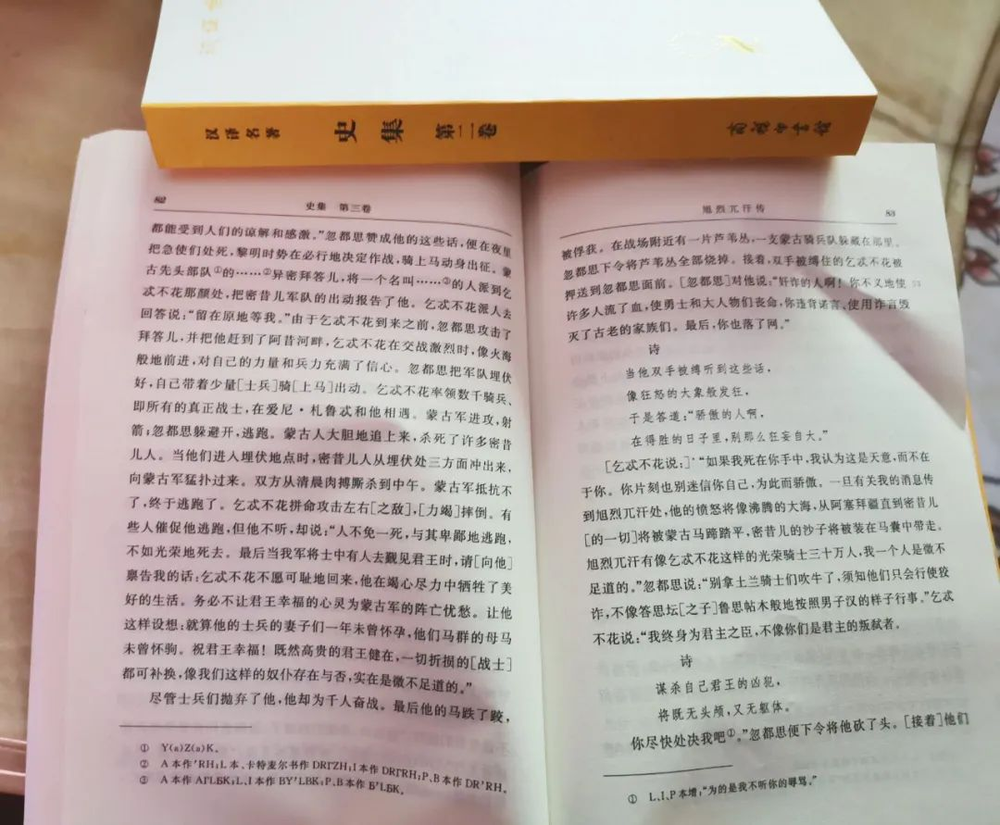 汉译名著 史集 第二卷 商务印书馆
82 史集 第三卷
都能受到人们的谅解和感激。”忽都思赞成他的这些话,便在夜里
把急使们处死,黎明时势在必行地决定作战,骑上马动身出征。蒙
古先头部队①的……②异密拜答儿,将一个名叫……③的人派到乞
忒不花那颜处,把密昔儿军队的出动报告了他。乞忒不花派人去
回答说:“留在原地等我。”由于乞忒不花到来之前,忽都思攻击了
拜答儿,并把他赶到了阿昔河畔,乞忒不花在交战激烈时,像火海
般地前进,对自己的力量和兵力充满了信心。忽都思把军队埋伏
好,自己带着少量[士兵]骑[上马]出动。乞忒不花率领数千骑兵、
即所有的真正战士,在爱尼·札鲁忒和他相遇。蒙古军进攻,射
箭;忽都思躲避开,逃跑。蒙古人大胆地追上来,杀死了许多密昔
儿人。当他们进入埋伏地点时,密昔儿人从埋伏处三方面冲出来,
向蒙古军猛扑过来。双方从清晨肉搏厮杀到中午。蒙古军抵抗不
了,终于逃跑了。乞忒不花拼命攻击左右[之敌],[力竭]摔倒。有
些人催促他逃跑,但他不听,却说:“人不免一死,与其卑鄙地逃跑,
不如光荣地死去。最后当我军将士中有人去觐见君王时,请[向他]
禀告我的话:乞忒不花不愿可耻地回来,他在竭心尽力中牺牲了美
好的生活。务必不让君王幸福的心灵为蒙古军的阵亡忧愁。让他
这样设想:就算他的士兵的妻子们一年未曾怀孕,他们马群的母马
未曾怀驹。祝君王幸福!既然高贵的君王健在,一切折损的[战士]
都可补换,像我们这样的奴仆存在与否,实在是微不足道的。”
尽管士兵们抛弃了他,他却为千人奋战。最后他的马跌了跤,
① Y(a)Z(a)K。
② A本作'RH;L本、卡特麦尔书作DRIΓZH;I本作DRIΓRH;P、B本作DR'RH。
③ A本作AГLБK;L、I本作BY'LBK;P、B本作Б'LБK。
旭烈兀汗传 83
被俘获。在战场附近有一片芦苇丛,一支蒙古骑兵队躲藏在那里。
忽都思下令将芦苇丛全部烧掉。接着,双手被缚住的乞忒不花被
押送到忽都思面前。[忽都思]对他说:“奸诈的人啊!你不义地使
许多人流了血,使勇士和大人物们丧命,你违背诺言、使用诈言毁
灭了古老的家族们。最后,你也落了网。”
诗
当他双手被缚听到这些话,
像狂怒的大象般发狂,
于是答道:“骄傲的人啊,
在得胜的日子里,别那么狂妄自大。”
[乞忒不花说:]“如果我死在你手中,我认为这是天意,而不在
于你。你片刻也别迷信你自己,为此而骄傲。一旦有关我的消息传
到旭烈兀汗处,他的愤怒将像沸腾的大海,从阿塞拜疆直到密昔儿
[的一切]将被蒙古马蹄踏平,密昔儿的沙子将被装在马囊中带走。
旭烈兀汗有像乞忒不花这样的光荣骑士三十万人,我一个人是微不
足道的。”忽都思说:“别拿土兰骑士们吹牛了,须知他们只会行使狡
诈,不像答思坛[之子]鲁思帖木般地按照男子汉的样子行事。”乞忒
不花说:“我终身为君主之臣,不像你们是君主的叛弑者。
诗
谋杀自己君王的凶犯,
将既无头颅,又无躯体。
你尽快处决我吧①。”忽都思便下令将他砍了头。[接着]他们
① L、I、P本增:“为的是我不听你的辱骂。”